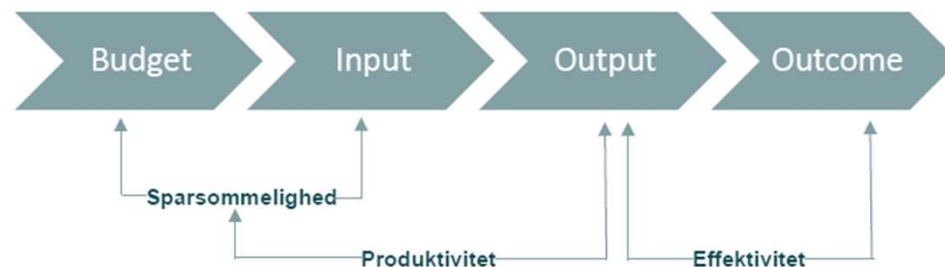 Budget
Input
Output
Outcome
Sparsommelighed
Produktivitet
Effektivitet